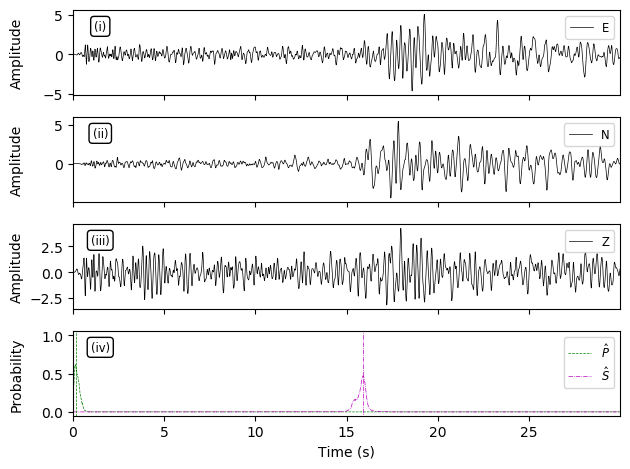 5
0
−5
Amplitude
(i)
E
5
0
Amplitude
(ii)
N
2.5
0.0
−2.5
Amplitude
(iii)
Z
1.0
0.5
0.0
Probability
(iv)
P̂
Ŝ
0 5 10 15 20 25
Time (s)